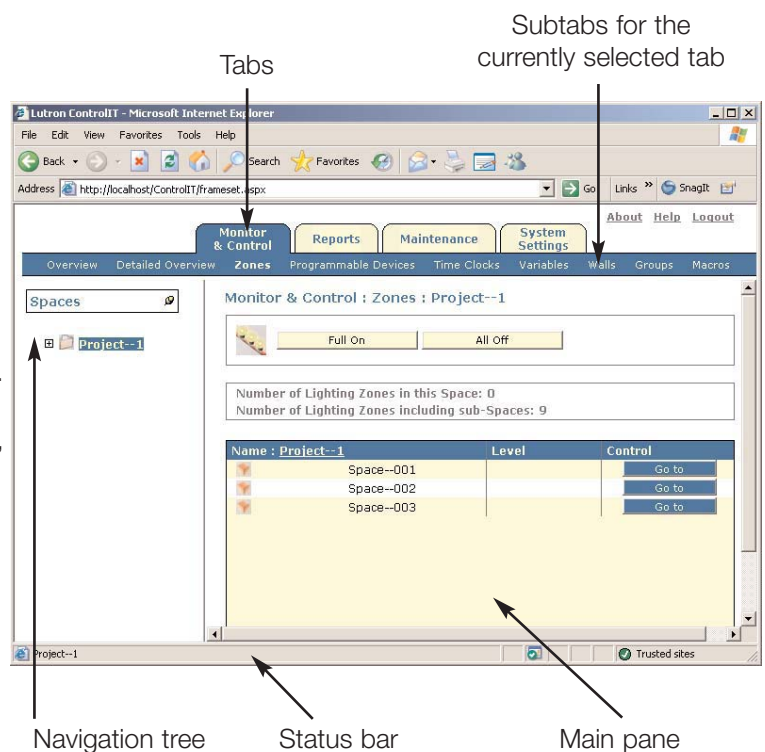 Subtabs for the
currently selected tab
Tabs
Lutron ControlIT - Microsoft Internet Explorer
File Edit View Favorites Tools Help
Back Search Favorites
Address http://localhost/ControlIT/frameset.aspx Go Links » SnagIt
About Help Logout
Monitor & Control Reports Maintenance System Settings
Overview Detailed Overview Zones Programmable Devices Time Clocks Variables Walls Groups Macros
Spaces
Project--1
Monitor & Control : Zones : Project--1
Full On All Off
Number of Lighting Zones in this Space: 0
Number of Lighting Zones including sub-Spaces: 9
Name : Project--1 Level Control
Space--001 Go to
Space--002 Go to
Space--003 Go to
Project--1 Trusted sites
Navigation tree Status bar Main pane